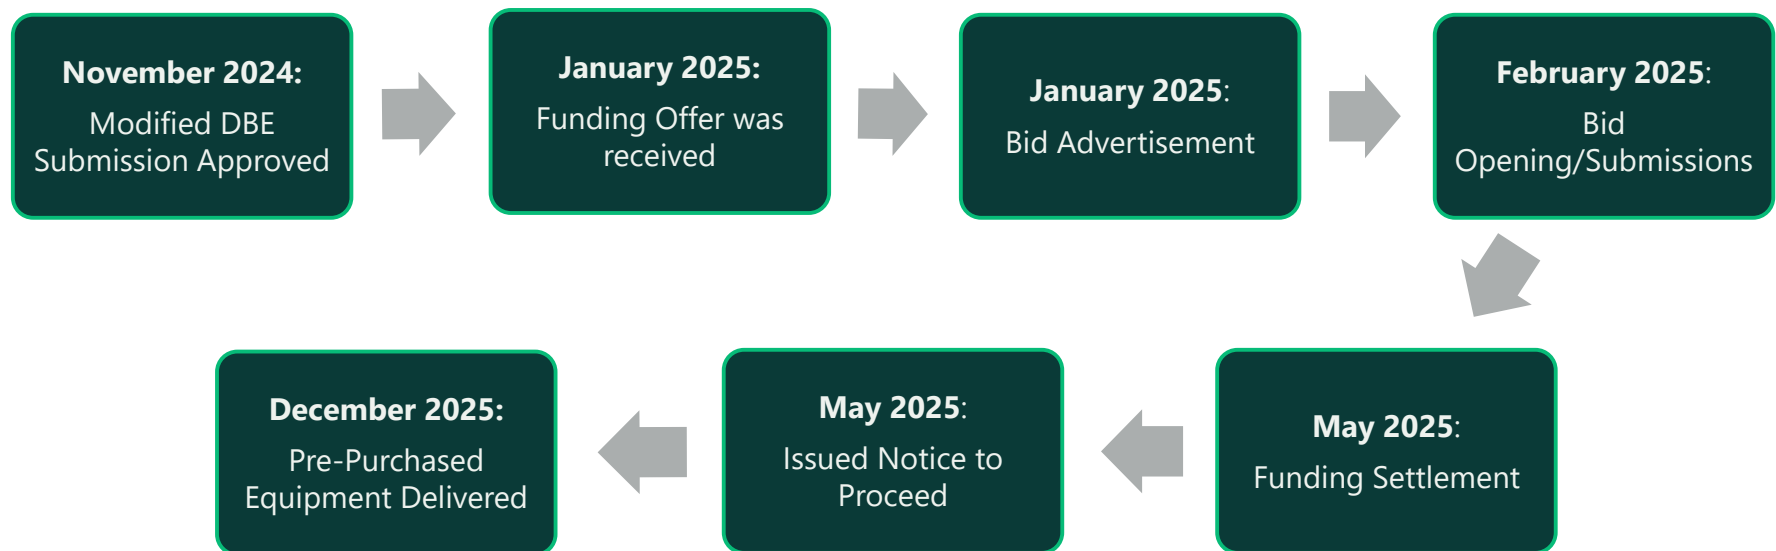 November 2024:
Modified DBE
Submission Approved
January 2025:
Funding Offer was
received
January 2025:
Bid Advertisement
February 2025:
Bid
Opening/Submissions
May 2025:
Funding Settlement
May 2025:
Issued Notice to
Proceed
December 2025:
Pre-Purchased
Equipment Delivered